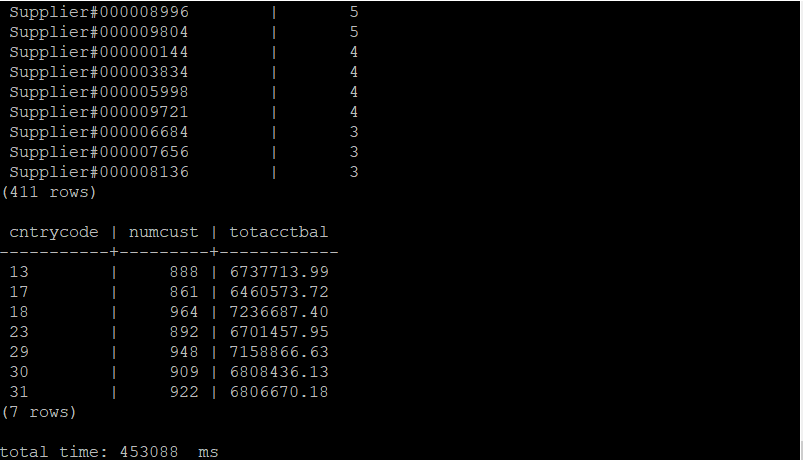 Supplier#000008996 | 5
Supplier#000009804 | 5
Supplier#000000144 | 4
Supplier#000003834 | 4
Supplier#000005998 | 4
Supplier#000009721 | 4
Supplier#000006684 | 3
Supplier#000007656 | 3
Supplier#000008136 | 3
(411 rows)
cntrycode | numcust | totacctbal
-----------+---------+------------
13 | 888 | 6737713.99
17 | 861 | 6460573.72
18 | 964 | 7236687.40
23 | 892 | 6701457.95
29 | 948 | 7158866.63
30 | 909 | 6808436.13
31 | 922 | 6806670.18
(7 rows)
total time: 453088  ms